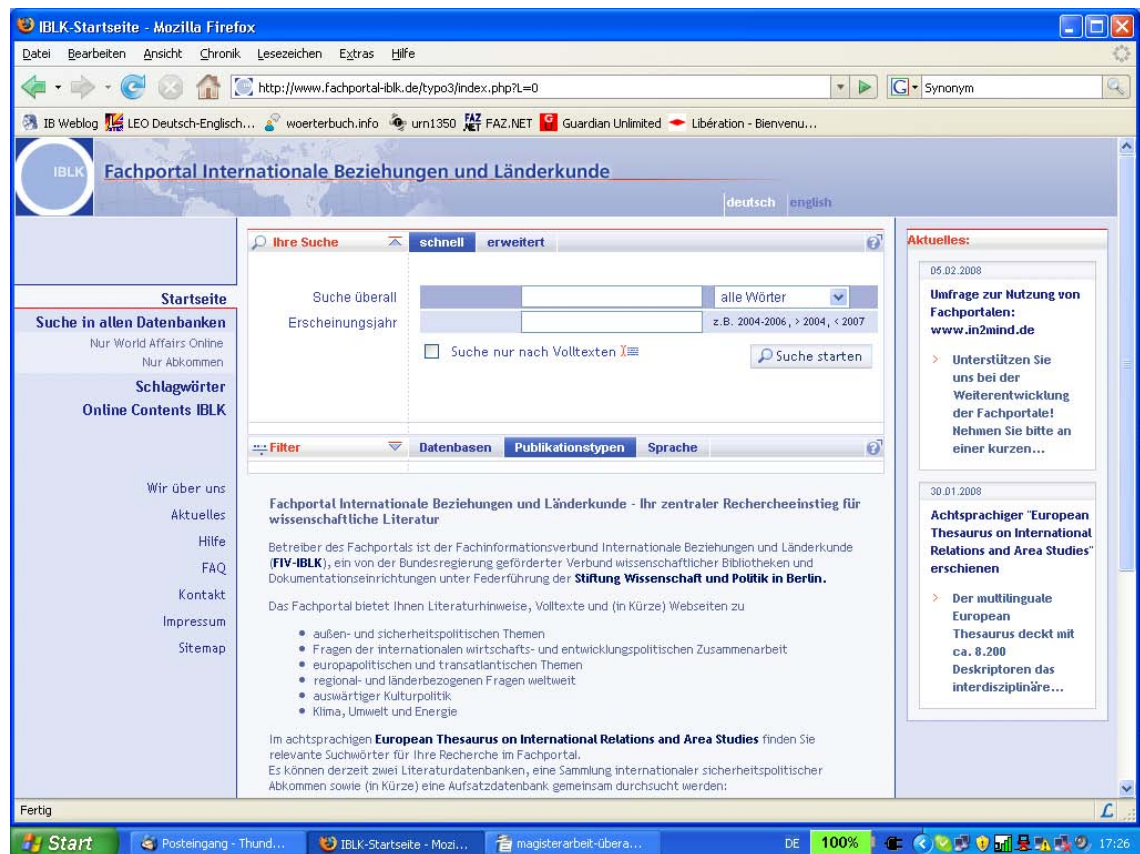 IBLK-Startseite - Mozilla Firefox
Datei Bearbeiten Ansicht Chronik Lesezeichen Extras Hilfe
http://www.fachportal-iblk.de/typo3/index.php?L=0
G Synonym
IB Weblog LEO Deutsch-Englisch... woerterbuch.info urn1350 FAZ.NET Guardian Unlimited Libération - Bienvenu...
IBLK
Fachportal Internationale Beziehungen und Länderkunde
deutsch english
Startseite
Suche in allen Datenbanken
Nur World Affairs Online
Nur Abkommen
Schlagwörter
Online Contents IBLK
Wir über uns
Aktuelles
Hilfe
FAQ
Kontakt
Impressum
Sitemap
Ihre Suche schnell erweitert
Suche überall alle Wörter
Erscheinungsjahr z.B. 2004-2006, > 2004, < 2007
Suche nur nach Volltexten
Suche starten
Filter Datenbasen Publikationstypen Sprache
Fachportal Internationale Beziehungen und Länderkunde - Ihr zentraler Rechercheeinstieg für
wissenschaftliche Literatur
Betreiber des Fachportals ist der Fachinformationsverbund Internationale Beziehungen und Länderkunde
(FIV-IBLK), ein von der Bundesregierung geförderter Verbund wissenschaftlicher Bibliotheken und
Dokumentationseinrichtungen unter Federführung der Stiftung Wissenschaft und Politik in Berlin.
Das Fachportal bietet Ihnen Literaturhinweise, Volltexte und (in Kürze) Webseiten zu
• außen- und sicherheitspolitischen Themen
• Fragen der internationalen wirtschafts- und entwicklungspolitischen Zusammenarbeit
• europapolitischen und transatlantischen Themen
• regional- und länderbezogenen Fragen weltweit
• auswärtiger Kulturpolitik
• Klima, Umwelt und Energie
Im achtsprachigen European Thesaurus on International Relations and Area Studies finden Sie
relevante Suchwörter für Ihre Recherche im Fachportal.
Es können derzeit zwei Literaturdatenbanken, eine Sammlung internationaler sicherheitspolitischer
Abkommen sowie (in Kürze) eine Aufsatzdatenbank gemeinsam durchsucht werden:
Aktuelles:
05.02.2008
Umfrage zur Nutzung von
Fachportalen:
www.in2mind.de
> Unterstützen Sie
uns bei der
Weiterentwicklung
der Fachportale!
Nehmen Sie bitte an
einer kurzen...
30.01.2008
Achtsprachiger "European
Thesaurus on International
Relations and Area Studies"
erschienen
> Der multilinguale
European
Thesaurus deckt mit
ca. 8.200
Deskriptoren das
interdisziplinäre...
Fertig
Start Posteingang - Thund... IBLK-Startseite - Mozi... magisterarbeit-übera... DE 100% 17:26